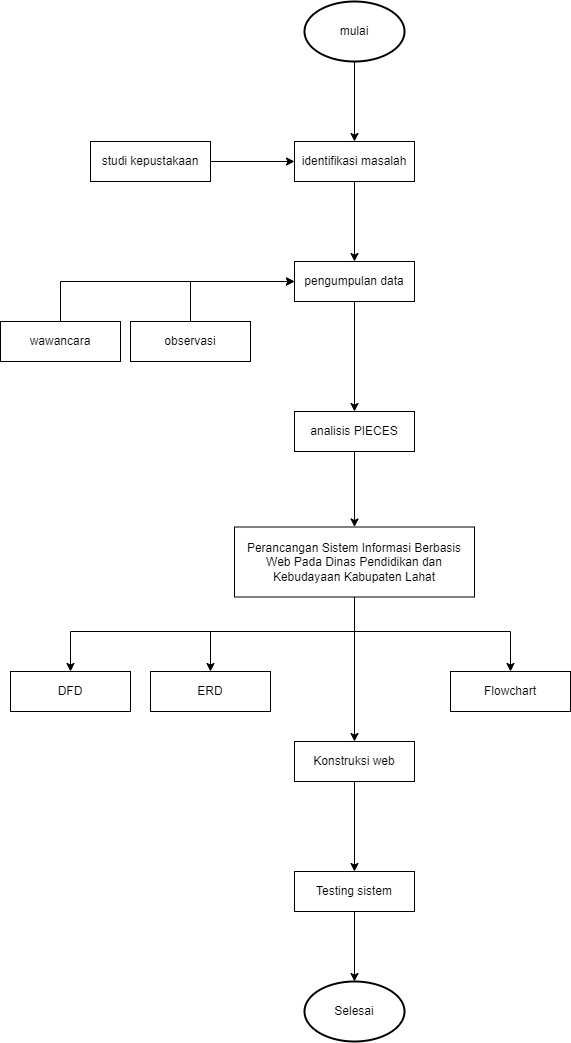 mulai
studi kepustakaan
identifikasi masalah
pengumpulan data
wawancara
observasi
analisis PIECES
Perancangan Sistem Informasi Berbasis
Web Pada Dinas Pendidikan dan
Kebudayaan Kabupaten Lahat
DFD
ERD
Flowchart
Konstruksi web
Testing sistem
Selesai